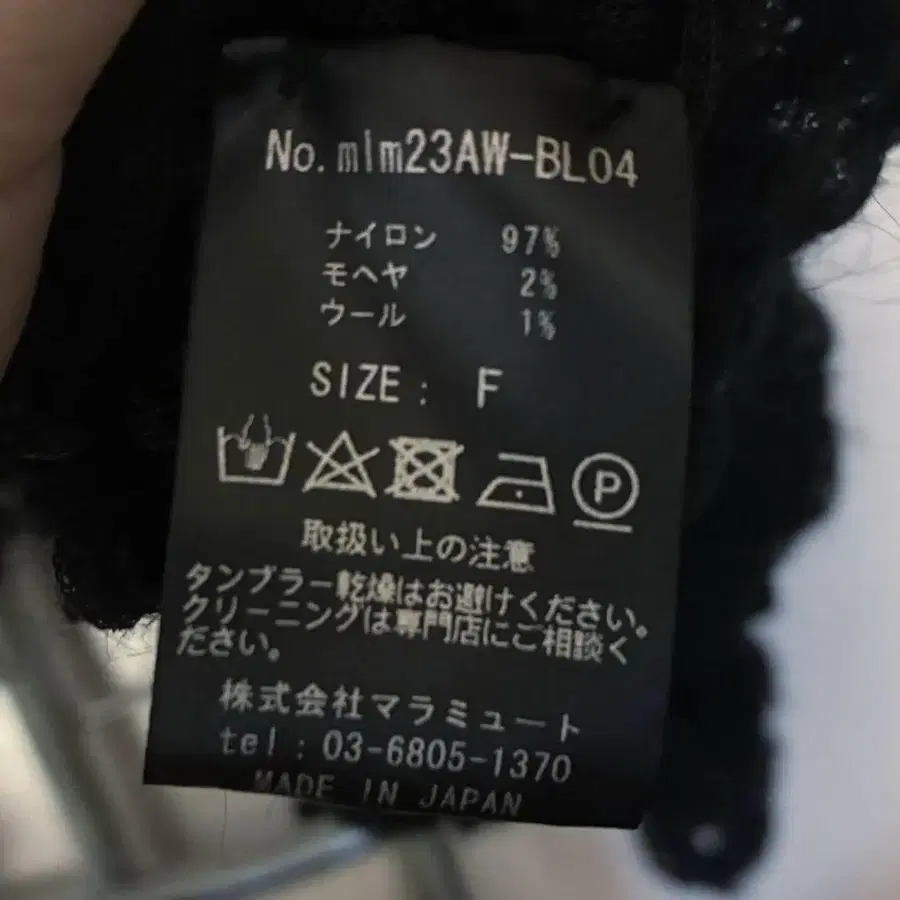 No.mlm23AW-BL04
ナイロン 97%
モヘヤ 2%
ウール 1%
SIZE: F
P
取扱い上の注意
タンブラー乾燥はお避けください。
クリーニングは専門店にご相談く
ださい。
株式会社マラミュート
tel:03-6805-1370
MADE IN JAPAN